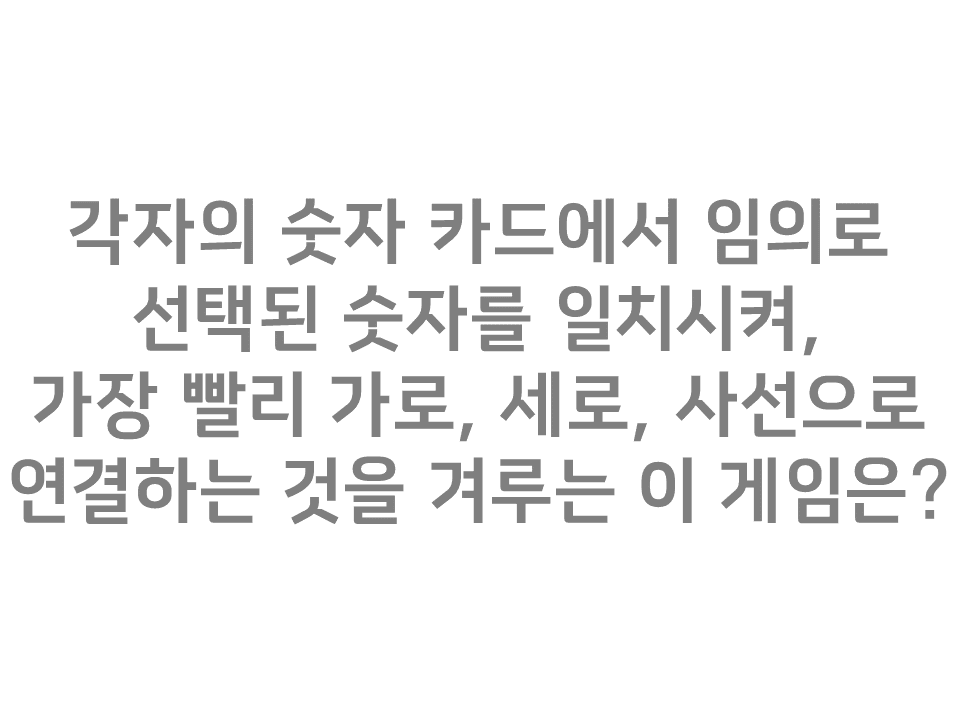 각자의 숫자 카드에서 임의로
선택된 숫자를 일치시켜,
가장 빨리 가로, 세로, 사선으로
연결하는 것을 겨루는 이 게임은?